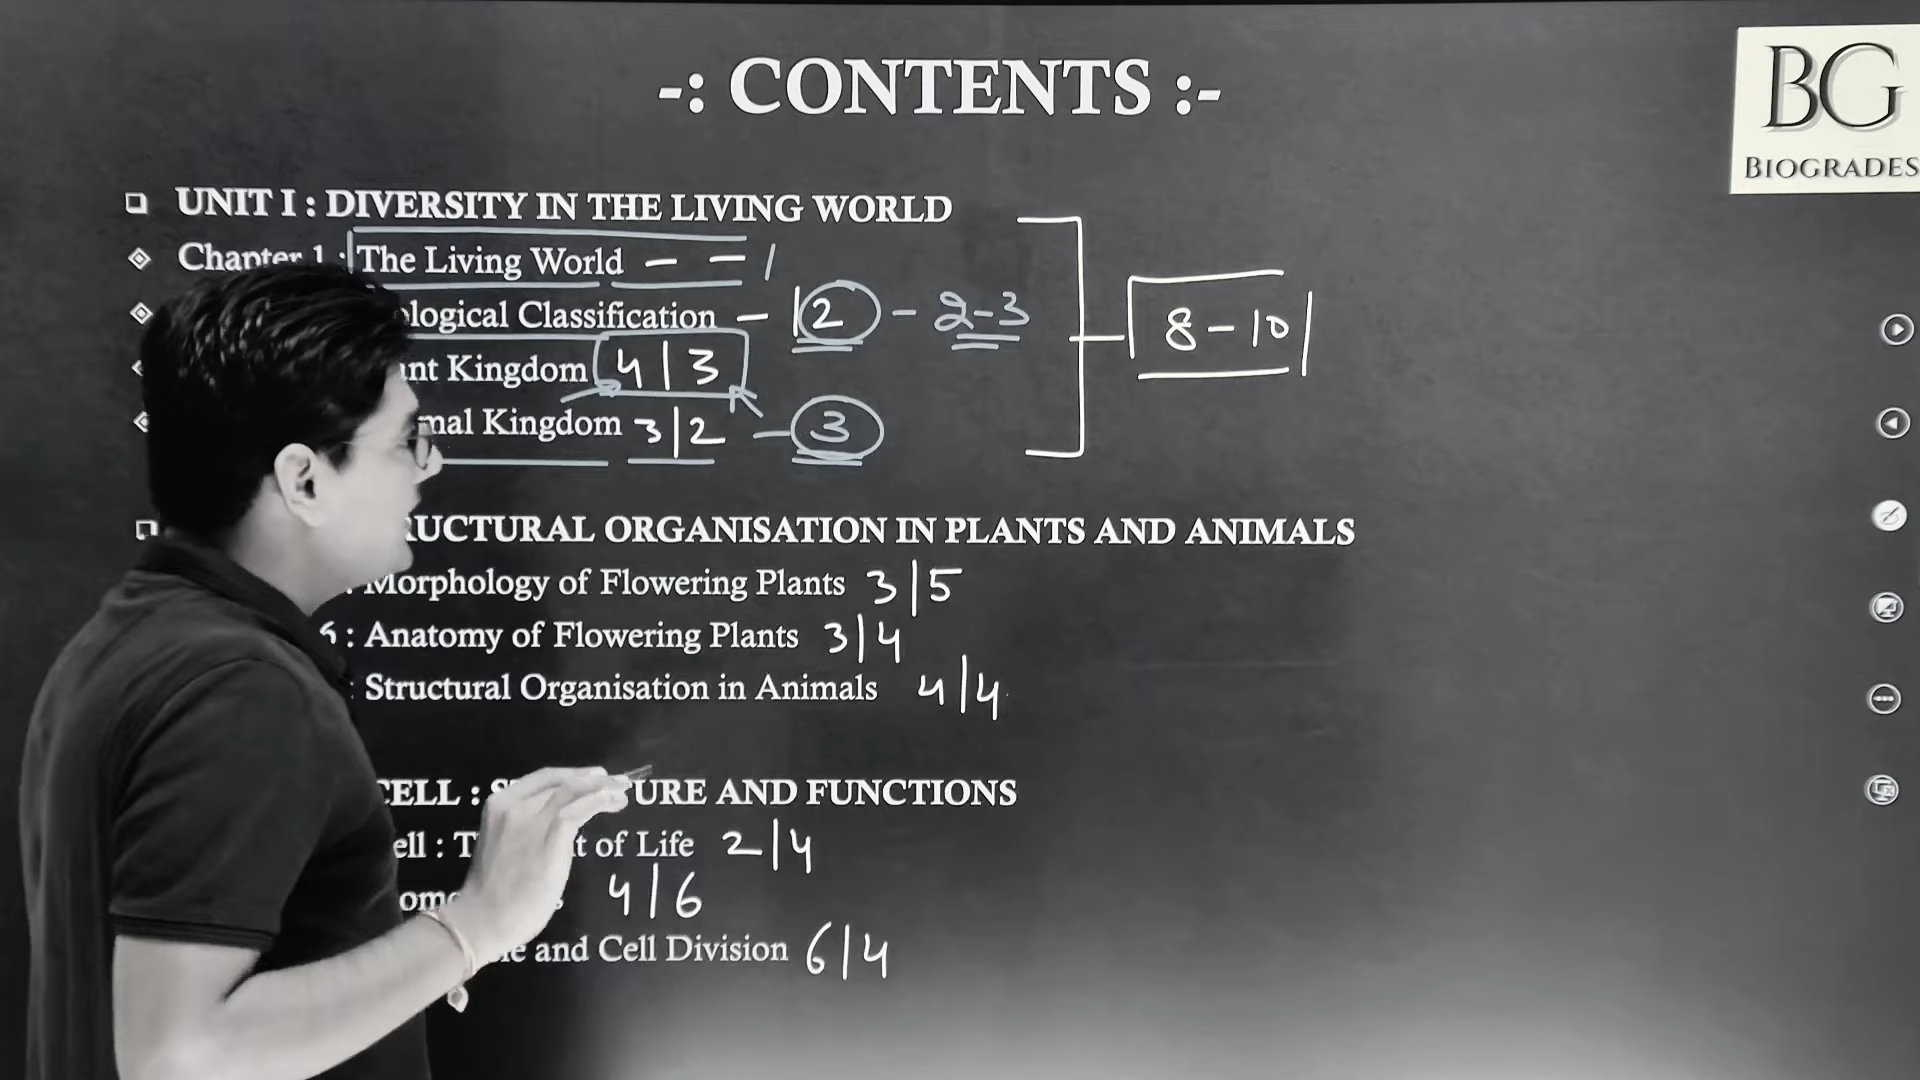 -: CONTENTS :-
BG
BIOGRADES
UNIT I : DIVERSITY IN THE LIVING WORLD
Chapter 1 : The Living World — — 1
logical Classification — 12 - 2-3
nt Kingdom 4|3
mal Kingdom 3|2 - 3
8-10
RUCTURAL ORGANISATION IN PLANTS AND ANIMALS
Morphology of Flowering Plants 3|5
: Anatomy of Flowering Plants 3|4
: Structural Organisation in Animals 4|4
CELL : S URE AND FUNCTIONS
ell : T t of Life 2|4
om 4|6
e and Cell Division 6|4